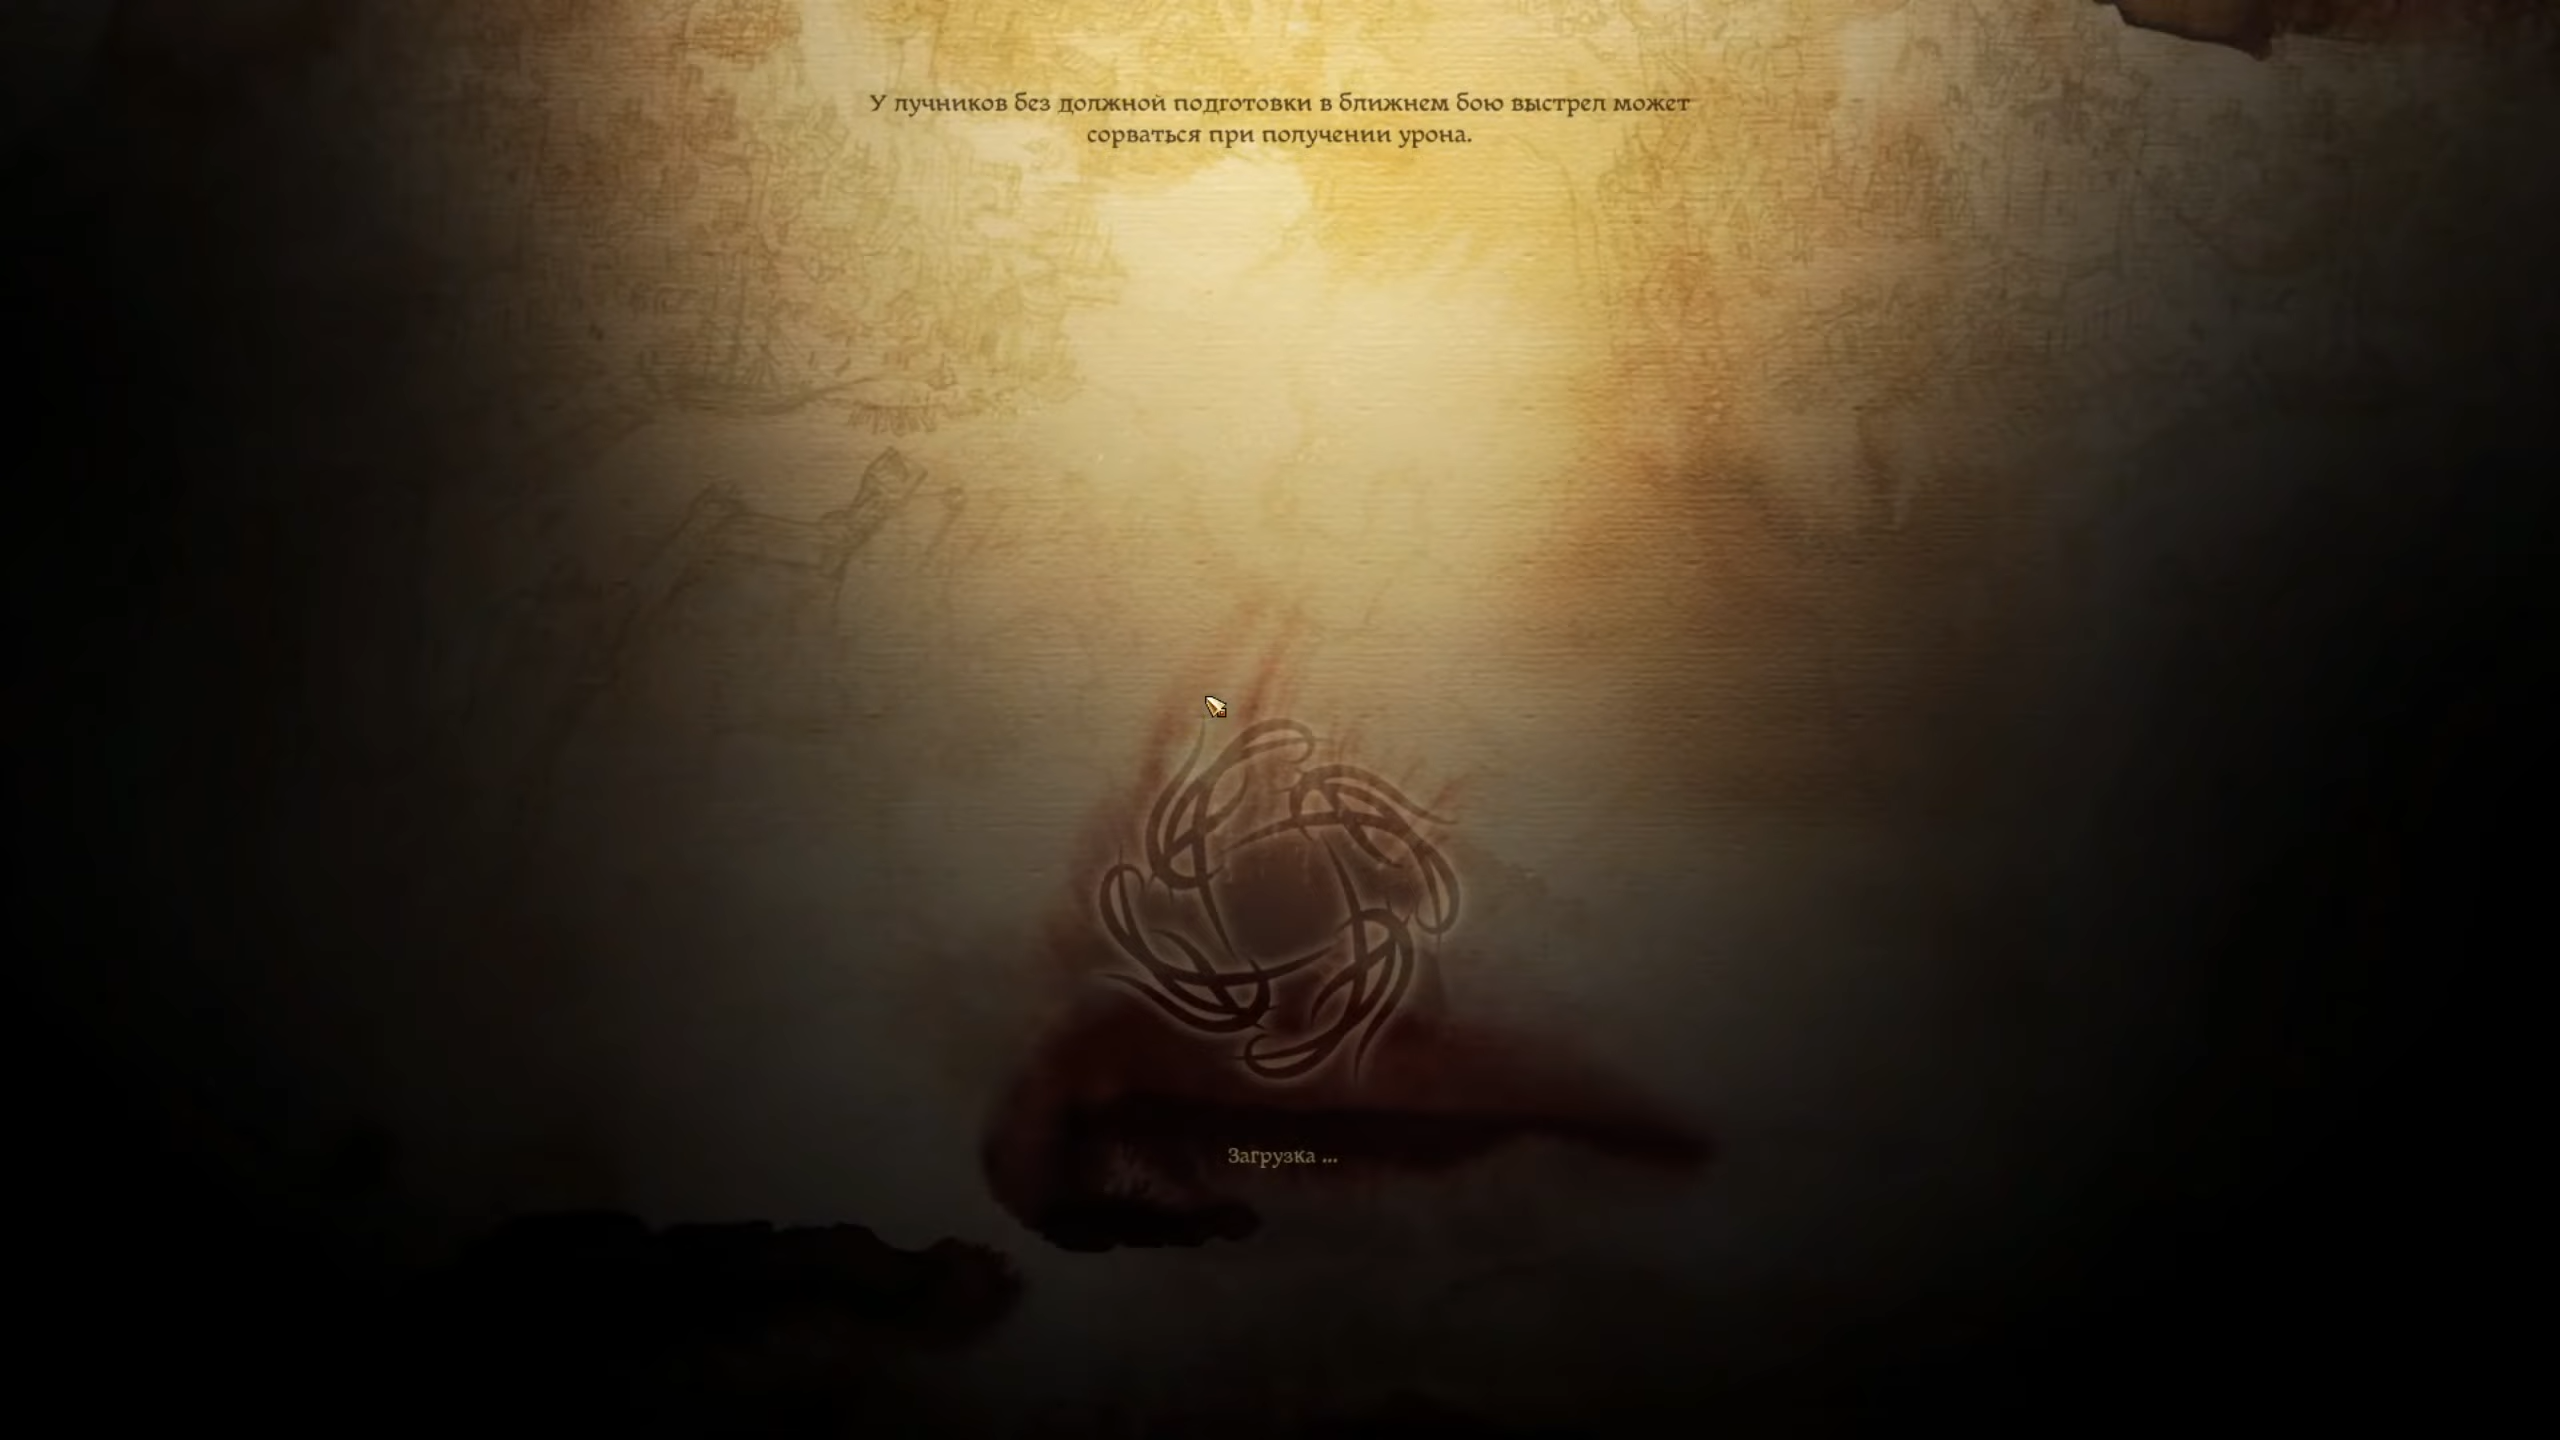 У лучников без должной подготовки в ближнем бою выстрел может
сорваться при получении урона.
Загрузка ...